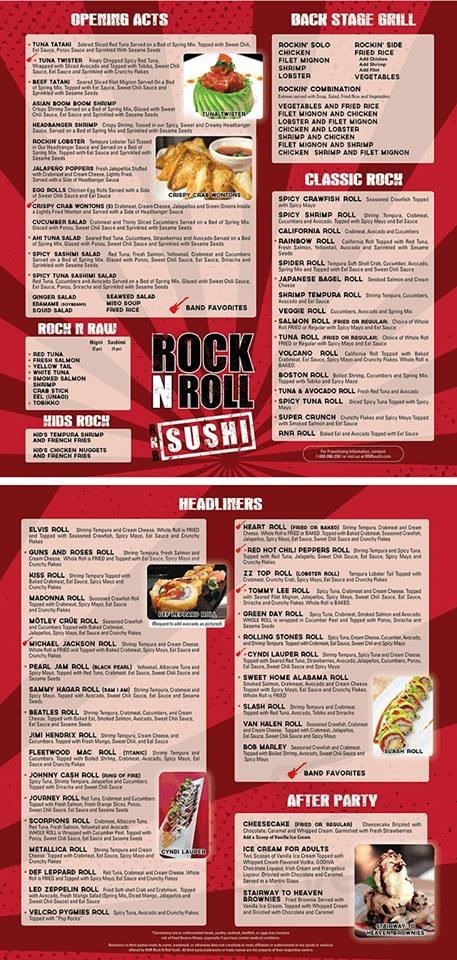 OPENING ACTS
TUNA TATAKI Seared Sliced Red Tuna Served on a Bed of Spring Mix. Topped with Sweet Chili,
Eel Sauce, Ponzu and Sprinkled With Sesame Seeds
TUNA TWISTER Finely Chopped Spicy Red Tuna,
Wrapped with Sliced Avocado and Topped with Tobiko, Sweet Chili
Sauce, Eel Sauce and Sprinkled with Crunchy Flakes
BEEF TATAKI Seared Sliced Filet Mignon Served On a Bed
of Spring Mix, Topped with Eel Sauce, Sweet Chili Sauce and
Sprinkled with Sesame Seeds
ASIAN BOOM BOOM SHRIMP
Crispy Shrimp Served on a Bed of Spring Mix, Glazed with Sweet
Chili Sauce, Eel Sauce and Sprinkled with Sesame Seeds
HEADBANGER SHRIMP Crispy Shrimp, Tossed in our Spicy, Sweet and Creamy Headbanger
Sauce, Served on a Bed of Spring Mix and Sprinkled with Sesame Seeds
ROCKIN LOBSTER Tempura Lobster Tail Tossed
in Our Headbanger Sauce and Served on a Bed of
Spring Mix, Topped with Eel Sauce and Sprinkled with
Sesame Seeds
JALAPEÑO POPPERS Fresh Jalapeños Stuffed
with Crabmeat and Cream Cheese, Lightly Fried,
Served with a Side of Headbanger Sauce
EGG ROLLS Chicken Egg Rolls Served with a Side
of Sweet Chili Sauce and Eel Sauce
CRISPY CRAB WONTONS (5) Crabmeat, Cream Cheese, Jalapeños and Green Onions Inside
a Lightly Fried Wonton and Served with a Side of Headbanger Sauce
CUCUMBER SALAD Crabmeat and Thinly Sliced Cucumbers Served on a Bed of Spring Mix.
Glazed with Ponzu, Sweet Chili Sauce and Sprinkled with Sesame Seeds
AHI TUNA SALAD Seared Red Tuna, Cucumbers, Strawberries and Avocado Served on a Bed of
Spring Mix. Glazed with Ponzu, Sweet Chili Sauce and Sprinkled with Sesame Seeds
SPICY SASHIMI SALAD Red Tuna, Fresh Salmon, Yellowtail, Crabmeat and Cucumbers
Served on a Bed of Spring Mix. Glazed with Ponzu, Sweet Chili Sauce, Eel Sauce, Sriracha and
Sprinkled with Sesame Seeds
SPICY TUNA SASHIMI SALAD
Red Tuna, Cucumbers and Avocado Served on a Bed of Spring Mix. Glazed with Sweet Chili Sauce,
Eel Sauce, Ponzu, Sriracha and Sprinkled with Sesame Seeds
GINGER SALAD
EDAMAME (SOYBEANS)
SQUID SALAD
SEAWEED SALAD
MISO SOUP
FRIED RICE
BAND FAVORITES
TUNA TWISTER
CRISPY CRAB WONTONS
ROCK N RAW
Nigiri Sashimi
(2 pc) (4 pc)
RED TUNA
FRESH SALMON
YELLOW TAIL
WHITE TUNA
SMOKED SALMON
SHRIMP
CRAB STICK
EEL (UNAGI)
TOBIKKO
KIDS ROCK
KID'S TEMPURA SHRIMP
AND FRENCH FRIES
KID'S CHICKEN NUGGETS
AND FRENCH FRIES
ROCK
N ROLL
SUSHI
RNR
BACK STAGE GRILL
ROCKIN' SOLO
CHICKEN
FILET MIGNON
SHRIMP
LOBSTER
ROCKIN' SIDE
FRIED RICE
Add Chicken
Add Shrimp
Add Filet
VEGETABLES
ROCKIN' COMBINATION
Entrees served with Soup, Salad, Fried Rice and Vegetables
VEGETABLES AND FRIED RICE
FILET MIGNON AND CHICKEN
LOBSTER AND FILET MIGNON
CHICKEN AND LOBSTER
SHRIMP AND CHICKEN
FILET MIGNON AND SHRIMP
CHICKEN SHRIMP AND FILET MIGNON
CLASSIC ROCK
SPICY CRAWFISH ROLL Seasoned Crawfish Topped
with Spicy Mayo
SPICY SHRIMP ROLL Shrimp Tempura, Crabmeat,
Cucumbers and Avocado. Topped with Spicy Mayo and Eel Sauce
CALIFORNIA ROLL Crabmeat, Avocado and Cucumbers
RAINBOW ROLL California Roll Topped with Red Tuna,
Fresh Salmon, Yellowtail, Avocado and Sprinkled with Sesame
Seeds
SPIDER ROLL Tempura Soft-Shell Crab, Cucumber, Avocado,
Spring Mix and Topped with Eel Sauce and Sweet Chili Sauce
JAPANESE BAGEL ROLL Smoked Salmon and Cream
Cheese
SHRIMP TEMPURA ROLL Shrimp Tempura, Cucumbers,
Avocado and Eel Sauce
VEGGIE ROLL Cucumbers, Avocado and Spring Mix
SALMON ROLL (FRIED OR REGULAR) Choice of Whole
Roll FRIED or Regular with Spicy Mayo and Eel Sauce
TUNA ROLL (FRIED OR REGULAR) Choice of Whole Roll
FRIED or Regular with Spicy Mayo and Eel Sauce
VOLCANO ROLL California Roll Topped with Baked
Crabmeat, Eel Sauce, Spicy Mayo and Crunchy Flakes. Whole Roll is
BAKED.
BOSTON ROLL Boiled Shrimp, Cucumbers and Spring Mix.
Topped with Tobiko and Spicy Mayo
TUNA & AVOCADO ROLL Fresh Red Tuna and Avocado
SPICY TUNA ROLL Diced Spicy Tuna Topped with Spicy
Mayo
SUPER CRUNCH Crunchy Flakes and Spicy Mayo Topped
with Smoked Salmon and Eel Sauce
RNR ROLL Baked Eel and Avocado Topped with Eel Sauce
For Franchising Information, contact
HEADLINERS
ELVIS ROLL Shrimp Tempura and Cream Cheese. Whole Roll is FRIED
and Topped with Seasoned Crawfish, Spicy Mayo, Eel Sauce and Crunchy
Flakes
GUNS AND ROSES ROLL Shrimp Tempura, Fresh Salmon and
Cream Cheese. Whole Roll is FRIED and Topped with Eel Sauce, Spicy Mayo and
Crunchy Flakes
KISS ROLL Shrimp Tempura Topped with
Baked Crabmeat, Eel Sauce, Spicy Mayo and
Crunchy Flakes
MADONNA ROLL Seasoned Crawfish Roll
Topped with Crabmeat, Spicy Mayo, Eel Sauce
and Crunchy Flakes
MÖTLEY CRÜE ROLL Seasoned Crawfish
and Cucumbers Topped with Baked Crabmeat,
Jalapeños, Spicy Mayo, Eel Sauce and Crunchy Flakes
MICHAEL JACKSON ROLL Shrimp Tempura and Cream Cheese.
Whole Roll is FRIED and Topped with Baked Crabmeat, Spicy Mayo, Eel Sauce and
Crunchy Flakes
PEARL JAM ROLL (BLACK PEARL) Yellowtail, Albacore Tuna and
Spicy Mayo. Topped with Red Tuna, Crabmeat, Eel Sauce, Spicy Mayo and Crunchy
Flakes
SAMMY HAGAR ROLL (SAM I AM) Shrimp Tempura, Crabmeat and
Spicy Mayo. Topped with Avocado, Sweet Chili Sauce, Eel Sauce and Crunchy
Flakes
BEATLES ROLL Shrimp Tempura, Crabmeat, Cucumbers, and Cream
Cheese. Topped with Baked Eel, Smoked Salmon, Avocado, Sweet Chili Sauce, Eel
Sauce and Sesame Seeds
JIMI HENDRIX ROLL Shrimp Tempura, Cream Cheese, and
Cucumbers. Topped with Fresh Mango, Sweet Chili, and Eel Sauce
FLEETWOOD MAC ROLL (TITANIC) Shrimp Tempura and
Cucumbers. Topped with Boiled Shrimp, Crabmeat, Avocado, Spicy Mayo and Eel
Sauce
JOHNNY CASH ROLL (RING OF FIRE)
Spicy Tuna, Shrimp Tempura, Jalapeños and Cucumbers.
Topped with Sriracha and Sweet Chili Sauce
JOURNEY ROLL Red Tuna, Crabmeat and Cucumbers.
Topped with Fresh Salmon, Fresh Orange Slices, Ponzu,
Sweet Chili Sauce, Eel Sauce and Sesame Seeds
SCORPIONS ROLL Crabmeat, Albacore Tuna,
Red Tuna, Fresh Salmon, Yellowtail and Avocado.
WHOLE ROLL is Wrapped with Cucumber Peel. Topped with Ponzu,
Sweet Chili Sauce and Sesame Seeds
METALLICA ROLL Shrimp Tempura and Cream
Cheese. Topped with Crabmeat, Eel Sauce, Spicy Mayo and
Crunchy Flakes
DEF LEPPARD ROLL Red Tuna, Crabmeat and Cream Cheese. Whole
Roll is FRIED and Topped with Spicy Mayo, Eel Sauce and Crunchy Flakes
LED ZEPPELIN ROLL Fried Soft-shell Crab and Crabmeat. Topped
with Avocado, Fresh Mango Salad (Spring Mix, Diced Mango, Jalapeños and
Sweet Chili Sauce) and Eel Sauce
VELCRO PYGMIES ROLL Spicy Tuna, Avocado and Crunchy Flakes.
Topped with "Pop Rocks"
DEF LEPPARD ROLL
(Request to add avocado as pictured)
CYNDI LAUPER
HEART ROLL (FRIED OR BAKED) Shrimp Tempura, Crabmeat and Cream
Cheese. Whole Roll is FRIED or BAKED. Topped with Baked Crabmeat, Seasoned Crawfish,
Jalapeños, Spicy Mayo, Eel Sauce and Crunchy Flakes
RED HOT CHILI PEPPERS ROLL Shrimp Tempura and Spicy Tuna.
Topped with Red Tuna, Jalapeño, Sweet Chili Sauce, Eel Sauce, Spicy Mayo and Crunchy
Flakes
ZZ TOP ROLL (LOBSTER ROLL) Tempura Lobster Tail Topped with
Crabmeat, Crunchy Crab, Spicy Mayo, Eel Sauce and Crunchy Flakes
TOMMY LEE ROLL Spicy Tuna, Crabmeat and Cream Cheese. Topped
with Seared Filet Mignon, Jalapeños, Spicy Mayo, Sweet Chili Sauce, Eel Sauce, Sriracha
and Crunchy Flakes. Whole Roll is BAKED.
GREEN DAY ROLL Spicy Tuna, Crabmeat, Smoked Salmon and Avocado
WHOLE ROLL is wrapped in Cucumber Peel and Topped with Ponzu, Sriracha and
Sesame Seeds
ROLLING STONES ROLL Spicy Tuna, Cream Cheese, Cucumber, Avocado,
and Shrimp Tempura. Topped with Crabmeat, Eel Sauce, Sweet Chili and Spicy Mayo
CYNDI LAUPER ROLL Shrimp Tempura, Spicy Tuna and Cream Cheese.
Topped with Seared Red Tuna, Strawberries, Avocado, Jalapeños, Cucumbers, Ponzu,
Eel Sauce, Sweet Chili Sauce and Spicy Mayo
SWEET HOME ALABAMA ROLL
Smoked Salmon, Crabmeat, Avocado and Cream Cheese
Topped with Sweet Chili Sauce, Eel Sauce, Spicy Mayo
and Crunchy Flakes. Whole Roll is FRIED.
SLASH ROLL Shrimp Tempura and Crabmeat.
Topped with Red Tuna, Avocado, Tobiko and Sriracha
VAN HALEN ROLL Seasoned Crawfish, Crabmeat
and Cream Cheese. Topped with Crabmeat, Jalapeños,
Eel Sauce, Sweet Chili Sauce and Spicy Mayo
BOB MARLEY Seasoned Crawfish and Crabmeat,
Topped with Boiled Shrimp, Avocado, Sweet Chili and Spicy
Mayo
SLASH ROLL
BAND FAVORITES
AFTER PARTY
CHEESECAKE (FRIED OR REGULAR) Cheesecake Drizzled with
Chocolate, Caramel and Whipped Cream. Garnished with Fresh Strawberries
Add a Scoop of Vanilla Ice Cream
ICE CREAM FOR ADULTS
Two Scoops of Vanilla Ice Cream Topped
with Whipped Cream Flavored Vodka, GODIVA
Chocolate Liqueur, Irish Cream and Frangelico
Liqueur. Drizzled with Chocolate and Caramel.
Served in a Martini Glass
STAIRWAY TO HEAVEN
BROWNIES Fried Brownie Served with
Vanilla Ice Cream, Topped with Whipped Cream
and Drizzled with Chocolate and Caramel
STAIRWAY TO
HEAVEN BROWNIES
*Consuming raw or undercooked meats, poultry, seafood, shellfish, or eggs may increase
risk of Food Bourne Illness, especially if you have medical conditions.